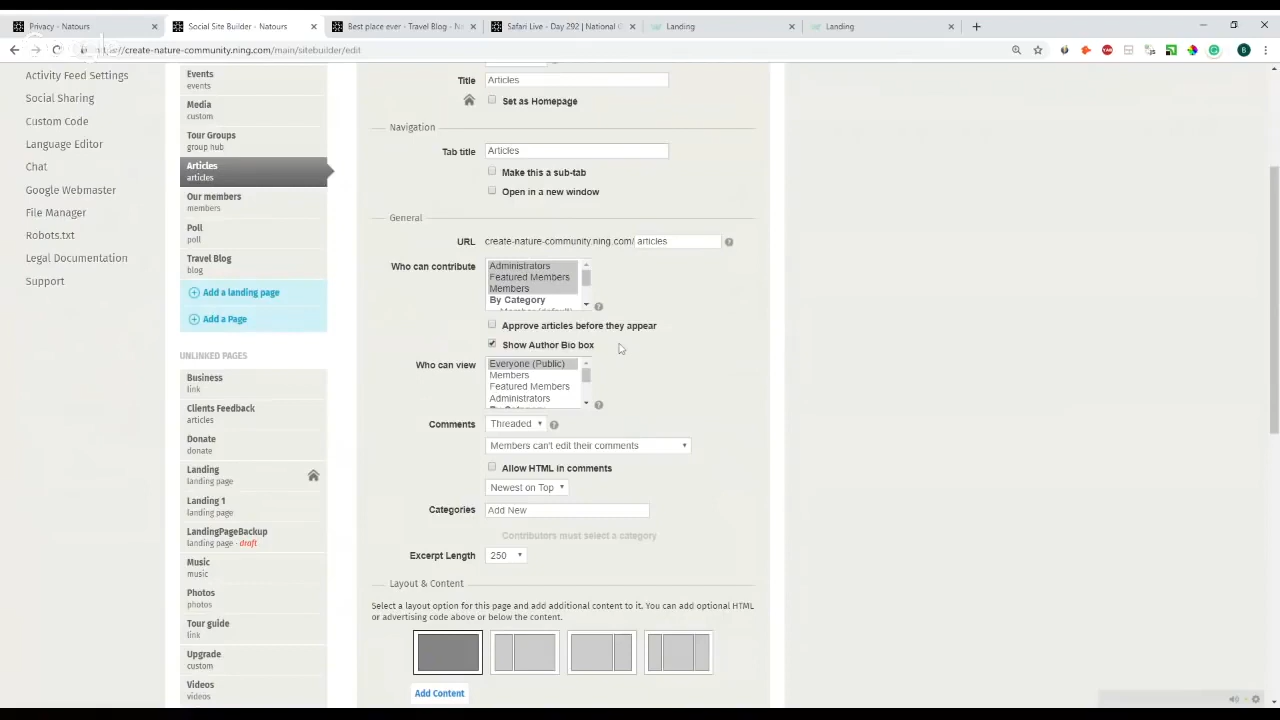 Privacy - Natours
Social Site Builder - Natours
Best place ever - Travel Blog - Na
Safari Live - Day 292 | National G
Landing
Landing
create-nature-community.ning.com/main/sitebuilder/edit
B
Activity Feed Settings
Social Sharing
Custom Code
Language Editor
Chat
Google Webmaster
File Manager
Robots.txt
Legal Documentation
Support
Events
events
Media
custom
Tour Groups
group hub
Articles
articles
Our members
members
Poll
poll
Travel Blog
blog
Add a landing page
Add a Page
UNLINKED PAGES
Business
link
Clients Feedback
articles
Donate
donate
Landing
landing page
Landing 1
landing page
LandingPageBackup
landing page - draft
Music
music
Photos
photos
Tour guide
link
Upgrade
custom
Videos
videos
Title Articles
Set as Homepage
Navigation
Tab title Articles
Make this a sub-tab
Open in a new window
General
URL create-nature-community.ning.com/ articles
Who can contribute Administrators
Featured Members
Members
By Category
Approve articles before they appear
Show Author Bio box
Who can view Everyone (Public)
Members
Featured Members
Administrators
Comments Threaded
Members can't edit their comments
Allow HTML in comments
Newest on Top
Categories Add New
Contributors must select a category
Excerpt Length 250
Layout & Content
Select a layout option for this page and add additional content to it. You can add optional HTML
or advertising code above or below the content.
Add Content